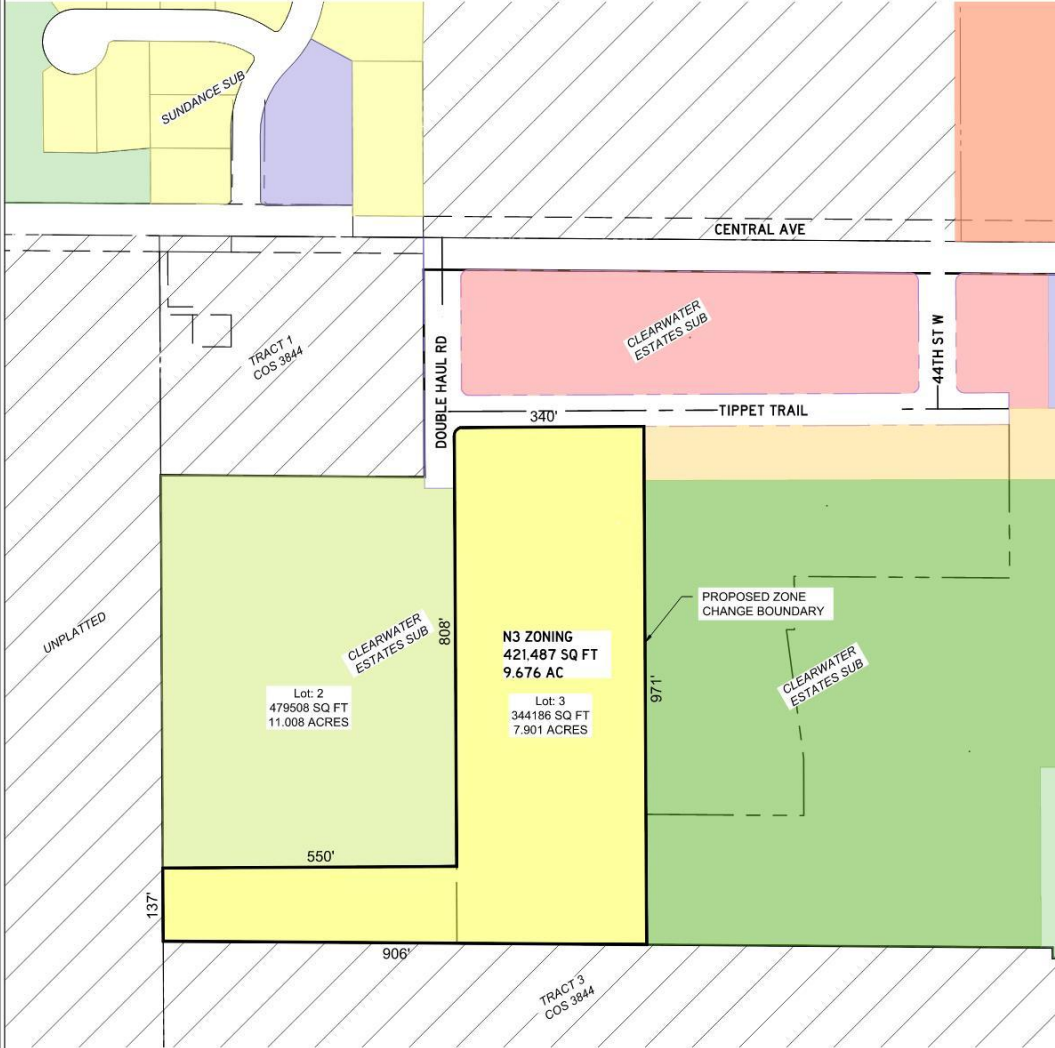 SUNDANCE SUB
CENTRAL AVE
CLEARWATER
ESTATES SUB
44TH ST W
TRACT 1
COS 3844
DOUBLE HAUL RD
340'
TIPPET TRAIL
UNPLATTED
CLEARWATER
ESTATES SUB
808'
PROPOSED ZONE
CHANGE BOUNDARY
N3 ZONING
421,487 SQ FT
9.676 AC
CLEARWATER
ESTATES SUB
Lot: 2
479508 SQ FT
11.008 ACRES
Lot: 3
344186 SQ FT
7.901 ACRES
971'
550'
137'
906'
TRACT 3
COS 3844